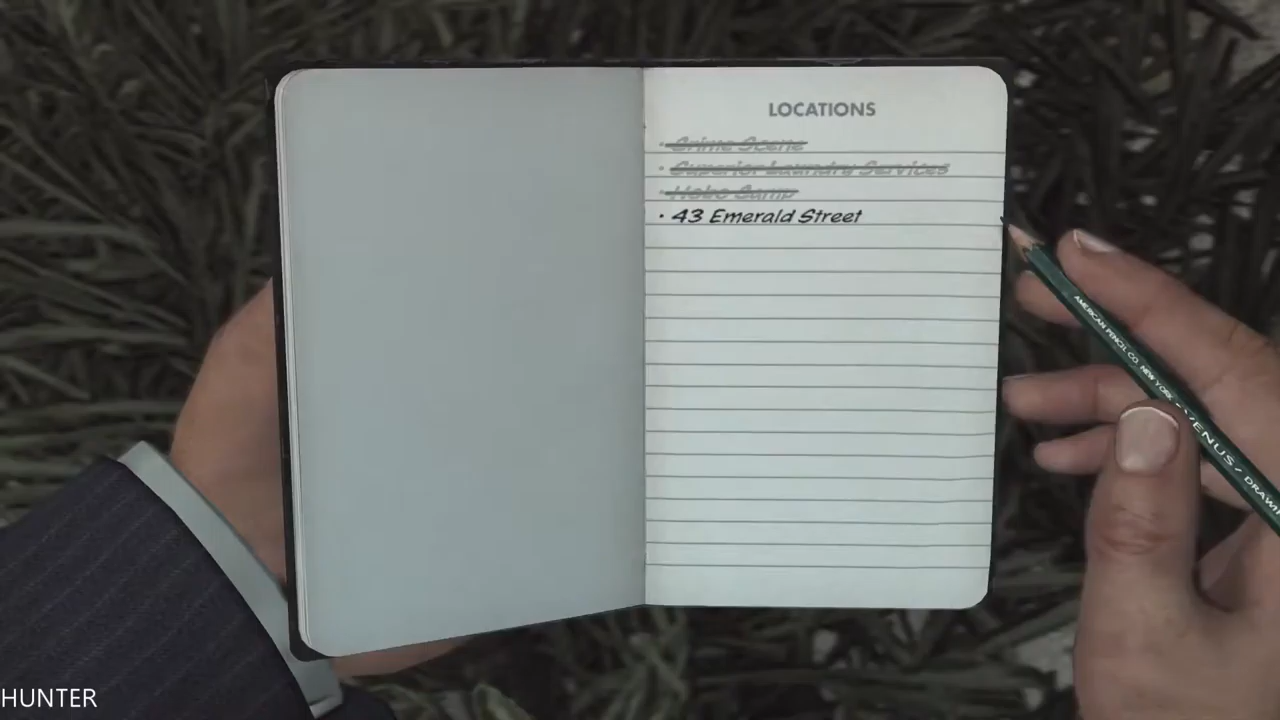 LOCATIONS
· Crime Scene
· Superior Laundry Services
· Hobo Camp
· 43 Emerald Street
AMERICAN PENCIL CO. NEW YORK VENUS DRAWI
HUNTER